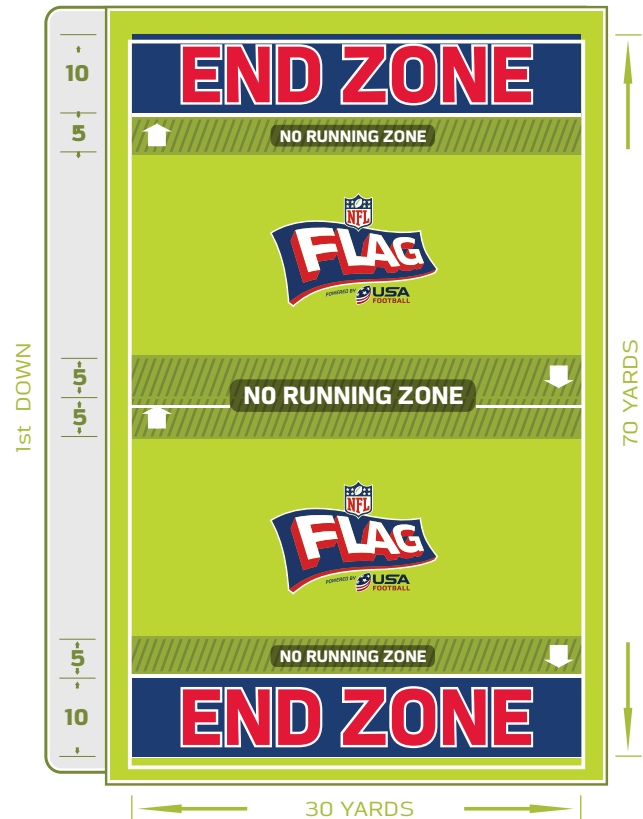 END ZONE
10
5
NO RUNNING ZONE
NFL
FLAG
POWERED BY USA
FOOTBALL
5
NO RUNNING ZONE
5
1st DOWN
70 YARDS
NFL
FLAG
POWERED BY USA
FOOTBALL
5
NO RUNNING ZONE
10
END ZONE
30 YARDS